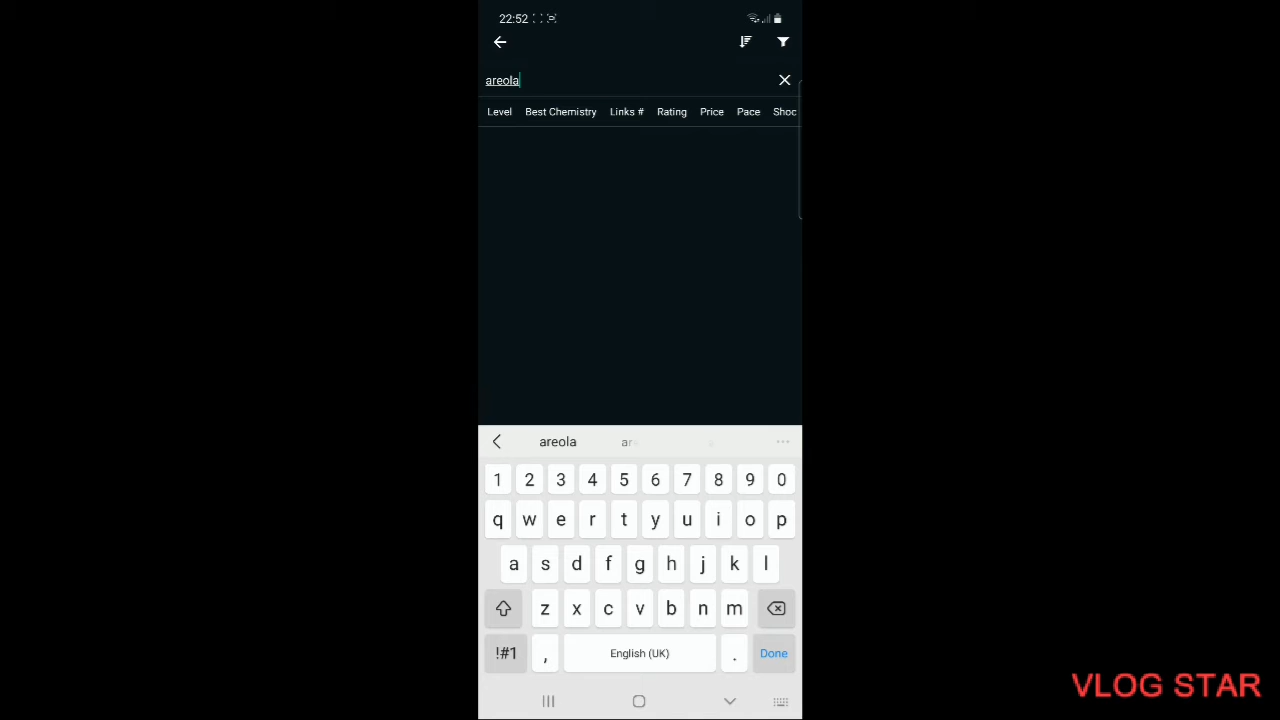 22:52
areola
Level Best Chemistry Links # Rating Price Pace Shoc
areola ar
1 2 3 4 5 6 7 8 9 0
q w e r t y u i o p
a s d f g h j k l
z x c v b n m
!#1 , English (UK) . Done
VLOG STAR